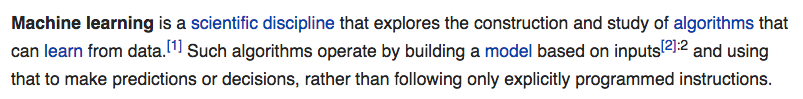 Machine learning is a scientific discipline that explores the construction and study of algorithms that
can learn from data.[1] Such algorithms operate by building a model based on inputs[2]:2 and using
that to make predictions or decisions, rather than following only explicitly programmed instructions.